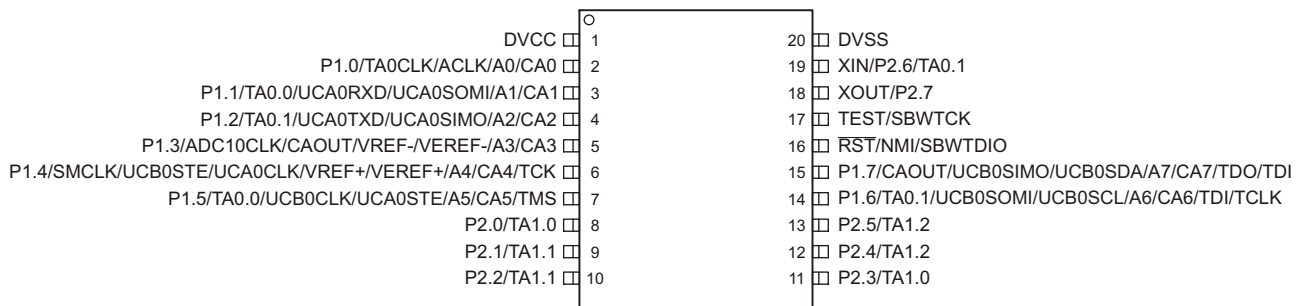 DVCC 1 20 DVSS
P1.0/TA0CLK/ACLK/A0/CA0 2 19 XIN/P2.6/TA0.1
P1.1/TA0.0/UCA0RXD/UCA0SOMI/A1/CA1 3 18 XOUT/P2.7
P1.2/TA0.1/UCA0TXD/UCA0SIMO/A2/CA2 4 17 TEST/SBWTCK
P1.3/ADC10CLK/CAOUT/VREF-/VEREF-/A3/CA3 5 16 RST/NMI/SBWTDIO
P1.4/SMCLK/UCB0STE/UCA0CLK/VREF+/VEREF+/A4/CA4/TCK 6 15 P1.7/CAOUT/UCB0SIMO/UCB0SDA/A7/CA7/TDO/TDI
P1.5/TA0.0/UCB0CLK/UCA0STE/A5/CA5/TMS 7 14 P1.6/TA0.1/UCB0SOMI/UCB0SCL/A6/CA6/TDI/TCLK
P2.0/TA1.0 8 13 P2.5/TA1.2
P2.1/TA1.1 9 12 P2.4/TA1.2
P2.2/TA1.1 10 11 P2.3/TA1.0